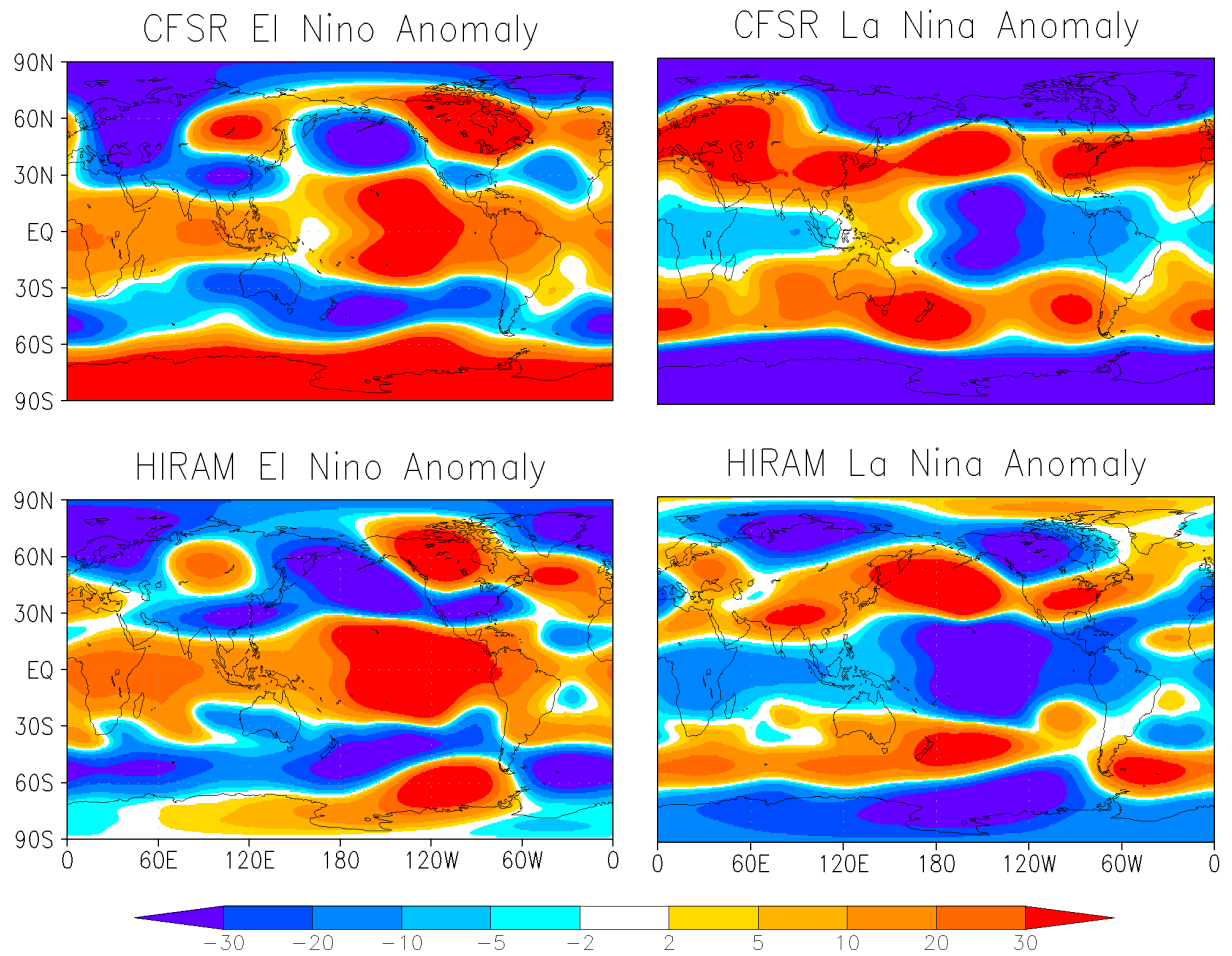 CFSR El Nino Anomaly
CFSR La Nina Anomaly
90N
60N
30N
EQ
30S
60S
90S
HIRAM El Nino Anomaly
HIRAM La Nina Anomaly
90N
60N
30N
EQ
30S
60S
90S
0 60E 120E 180 120W 60W 0
0 60E 120E 180 120W 60W 0
-30 -20 -10 -5 -2 2 5 10 20 30